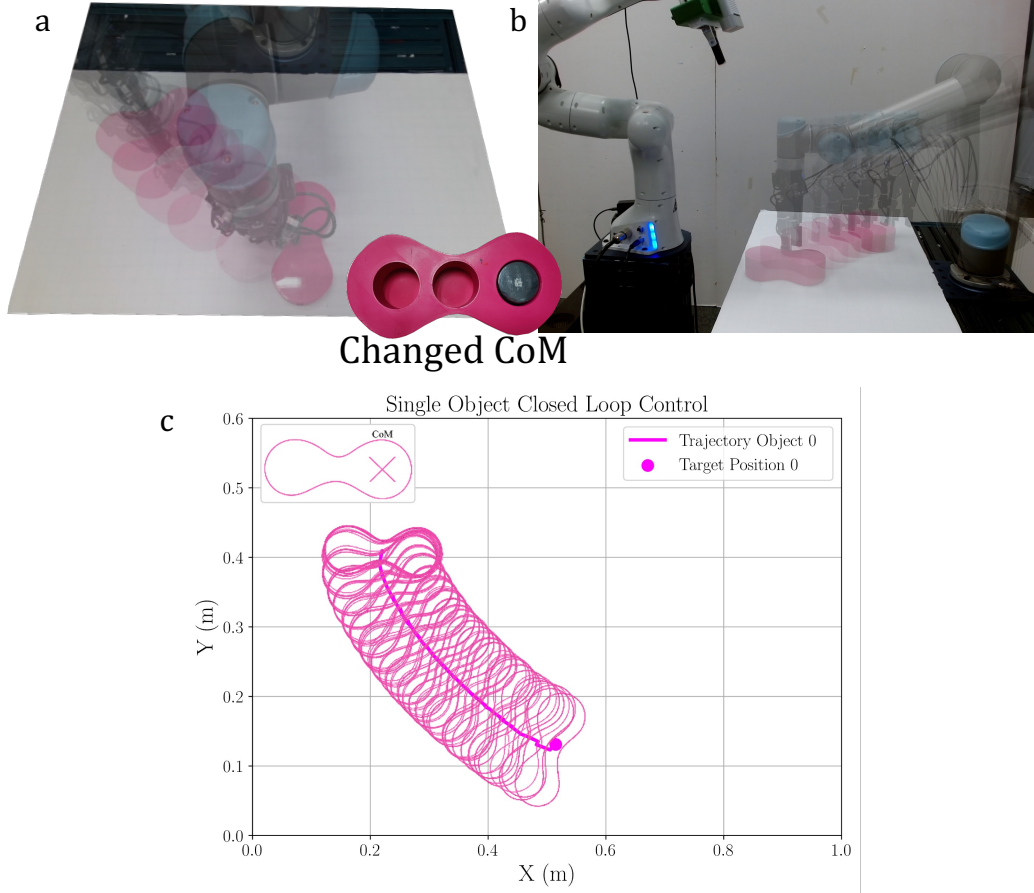 a
b
Changed CoM
c
Single Object Closed Loop Control
CoM
Trajectory Object 0
Target Position 0
0.6
0.5
0.4
0.3
0.2
0.1
0.0
Y (m)
0.0 0.2 0.4 0.6 0.8 1.0
X (m)